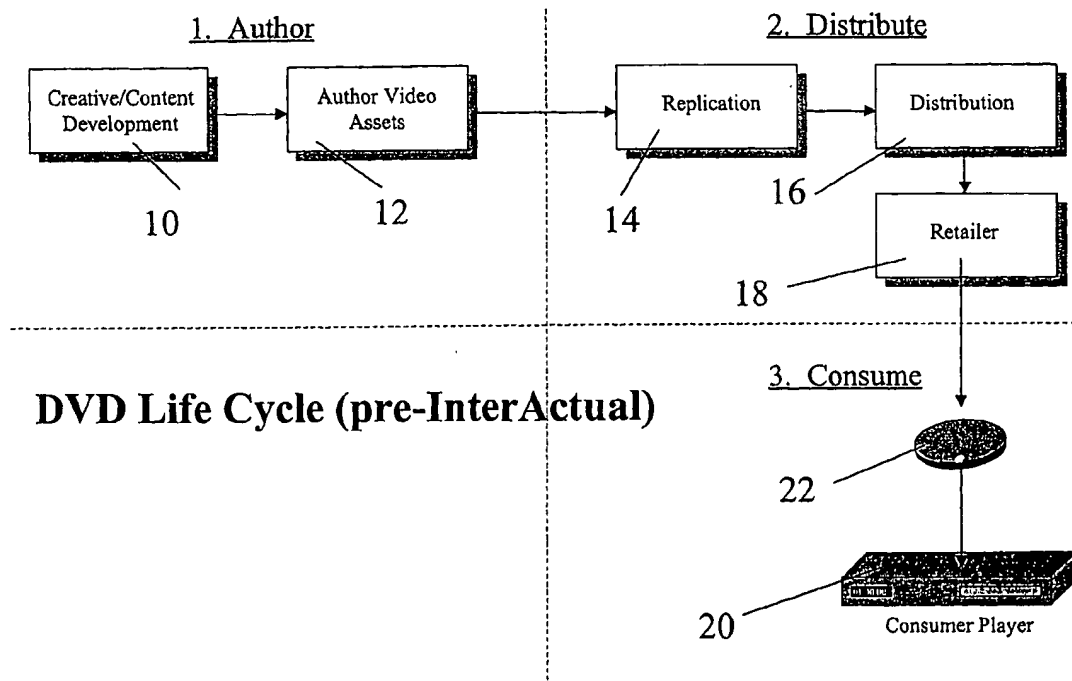 1. Author
2. Distribute
Creative/Content
Development
Author Video
Assets
Replication
Distribution
10
12
14
16
Retailer
18
3. Consume
DVD Life Cycle (pre-InterActual)
22
20
Consumer Player